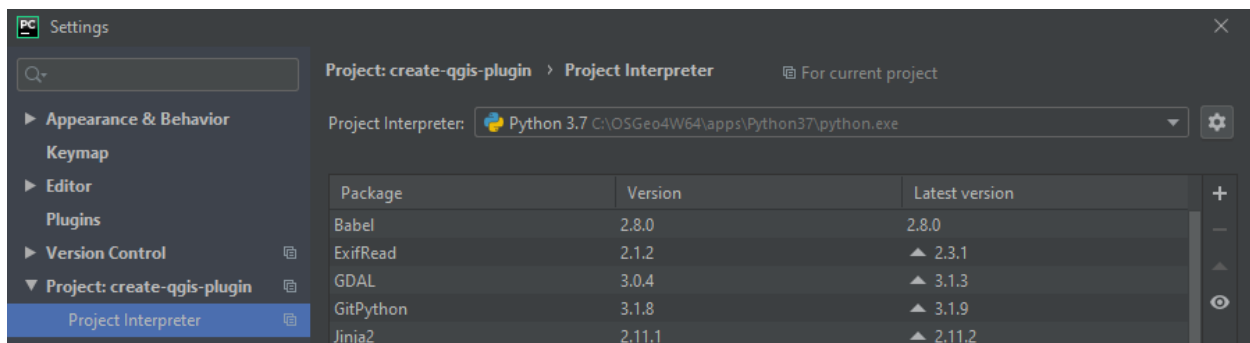 PC Settings
Project: create-qgis-plugin > Project Interpreter For current project
Appearance & Behavior
Project Interpreter: Python 3.7 C:\OSGeo4W64\apps\Python37\python.exe
Keymap
Editor
Package Version Latest version
Plugins
Babel 2.8.0 2.8.0
Version Control
ExifRead 2.1.2 2.3.1
Project: create-qgis-plugin
GDAL 3.0.4 3.1.3
GitPython 3.1.8 3.1.9
Project Interpreter
Jinja2 2.11.1 2.11.2